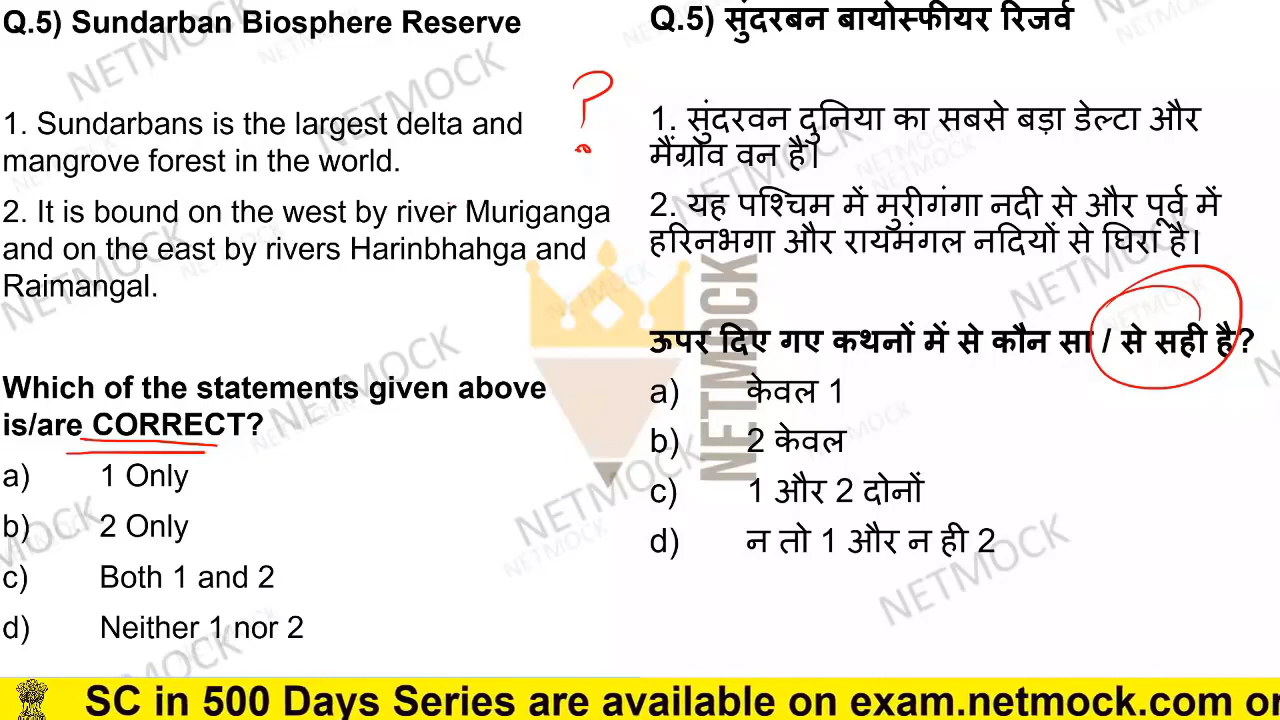 Q.5) Sundarban Biosphere Reserve
1. Sundarbans is the largest delta and
mangrove forest in the world.
2. It is bound on the west by river Muriganga
and on the east by rivers Harinbhahga and
Raimangal.
Which of the statements given above
is/are CORRECT?
a) 1 Only
b) 2 Only
c) Both 1 and 2
d) Neither 1 nor 2
Q.5) सुंदरबन बायोस्फीयर रिजर्व
1. सुंदरवन दुनिया का सबसे बड़ा डेल्टा और
मैंग्रोव वन है।
2. यह पश्चिम में मुरीगंगा नदी से और पूर्व में
हरिनभगा और रायमंगल नदियों से घिरा है।
ऊपर दिए गए कथनों में से कौन सा / से सही है?
a) केवल 1
b) 2 केवल
c) 1 और 2 दोनों
d) न तो 1 और न ही 2
?
NETMOCK
SC in 500 Days Series are available on exam.netmock.com or